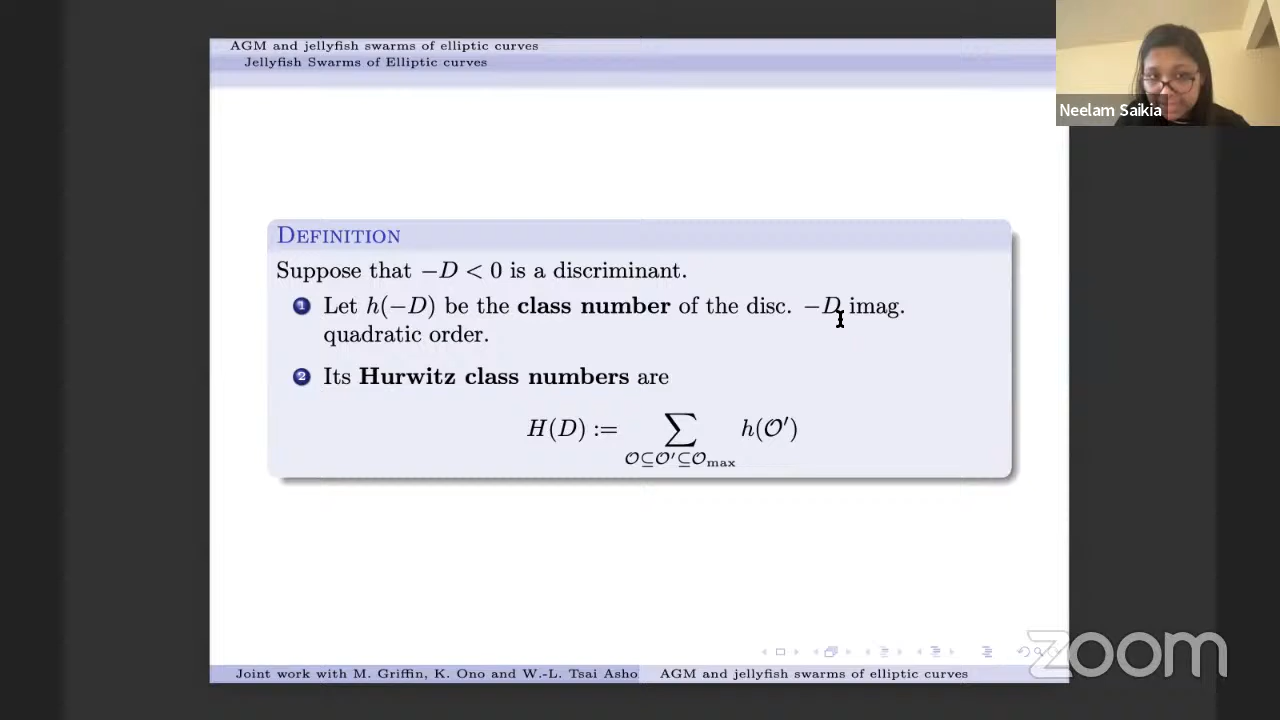 AGM and jellyfish swarms of elliptic curves
Jellyfish Swarms of Elliptic curves
Neelam Saikia
DEFINITION
Suppose that −D < 0 is a discriminant.
1 Let h(−D) be the class number of the disc. −D imag.
quadratic order.
2 Its Hurwitz class numbers are
H(D) := ∑ h(𝒪′)
𝒪⊆𝒪′⊆𝒪max
zoom
Joint work with M. Griffin, K. Ono and W.-L. Tsai Asho
AGM and jellyfish swarms of elliptic curves